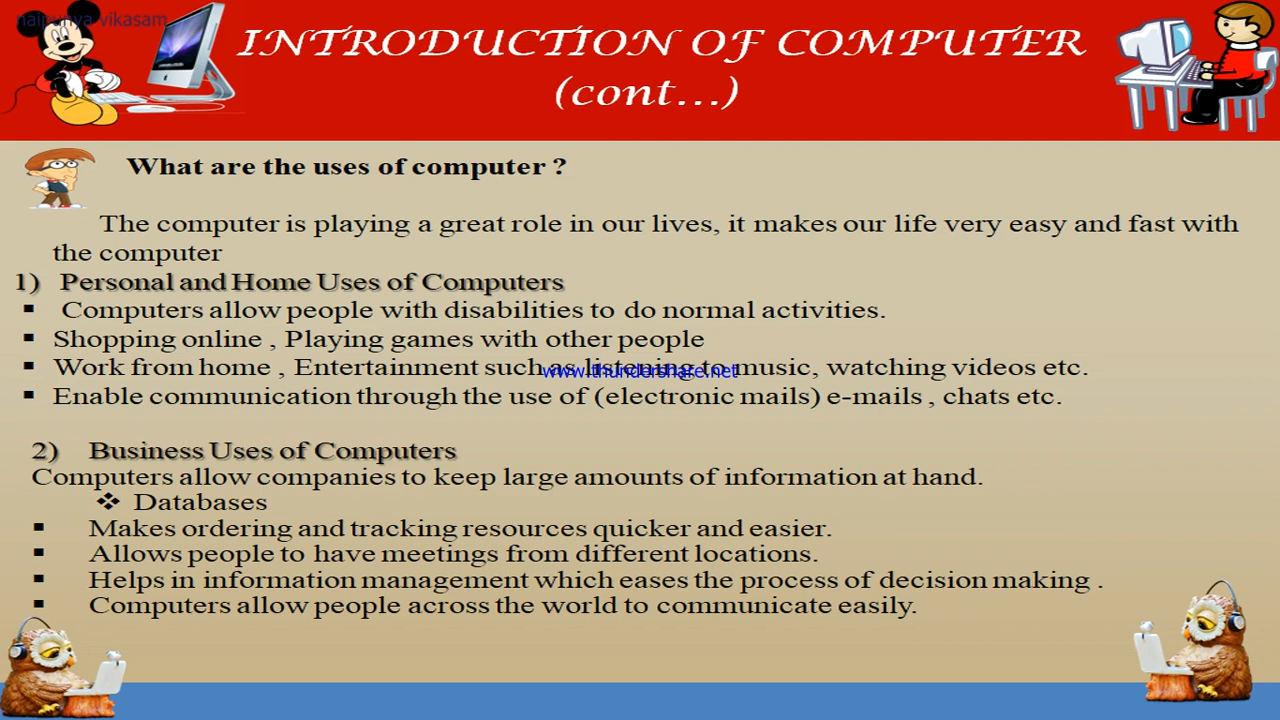 naipunya vikasam
INTRODUCTION OF COMPUTER
(cont...)
What are the uses of computer ?
The computer is playing a great role in our lives, it makes our life very easy and fast with
the computer
1) Personal and Home Uses of Computers
▪ Computers allow people with disabilities to do normal activities.
▪ Shopping online , Playing games with other people
▪ Work from home , Entertainment such as listening to music, watching videos etc.
www.thundershare.net
▪ Enable communication through the use of (electronic mails) e-mails , chats etc.
2) Business Uses of Computers
Computers allow companies to keep large amounts of information at hand.
❖ Databases
▪ Makes ordering and tracking resources quicker and easier.
▪ Allows people to have meetings from different locations.
▪ Helps in information management which eases the process of decision making .
▪ Computers allow people across the world to communicate easily.